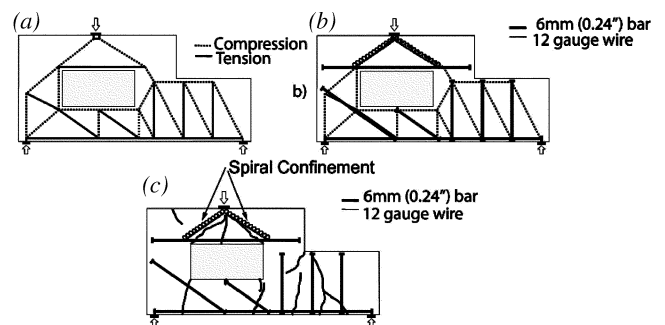 (a)
Compression
Tension
(b)
6mm (0.24") bar
12 gauge wire
b)
(c)
Spiral Confinement
6mm (0.24") bar
12 gauge wire